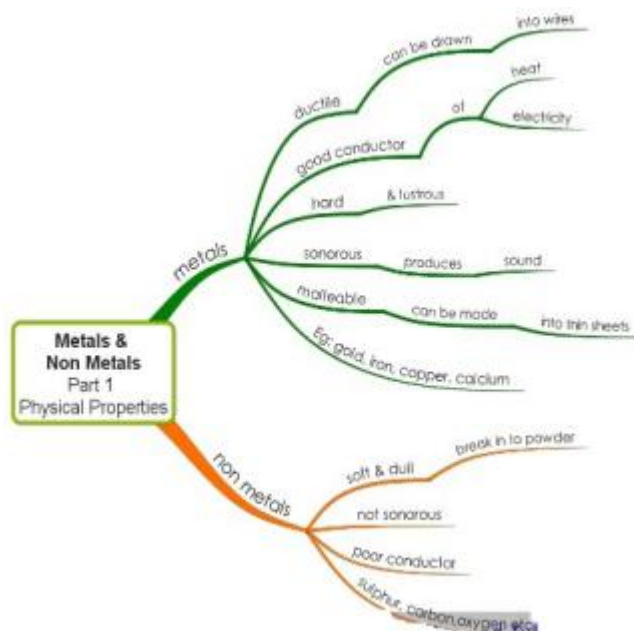 into wires
can be drawn
heat
ductile
of
electricity
good conductor
hard
& lustrous
metals
sonorous
produces
sound
malleable
can be made
into thin sheets
Eg: gold, iron, copper, calcium
Metals &
Non Metals
Part 1
Physical Properties
non metals
soft & dull
break in to powder
not sonarous
poor conductor
sulphur, carbon,oxygen etc